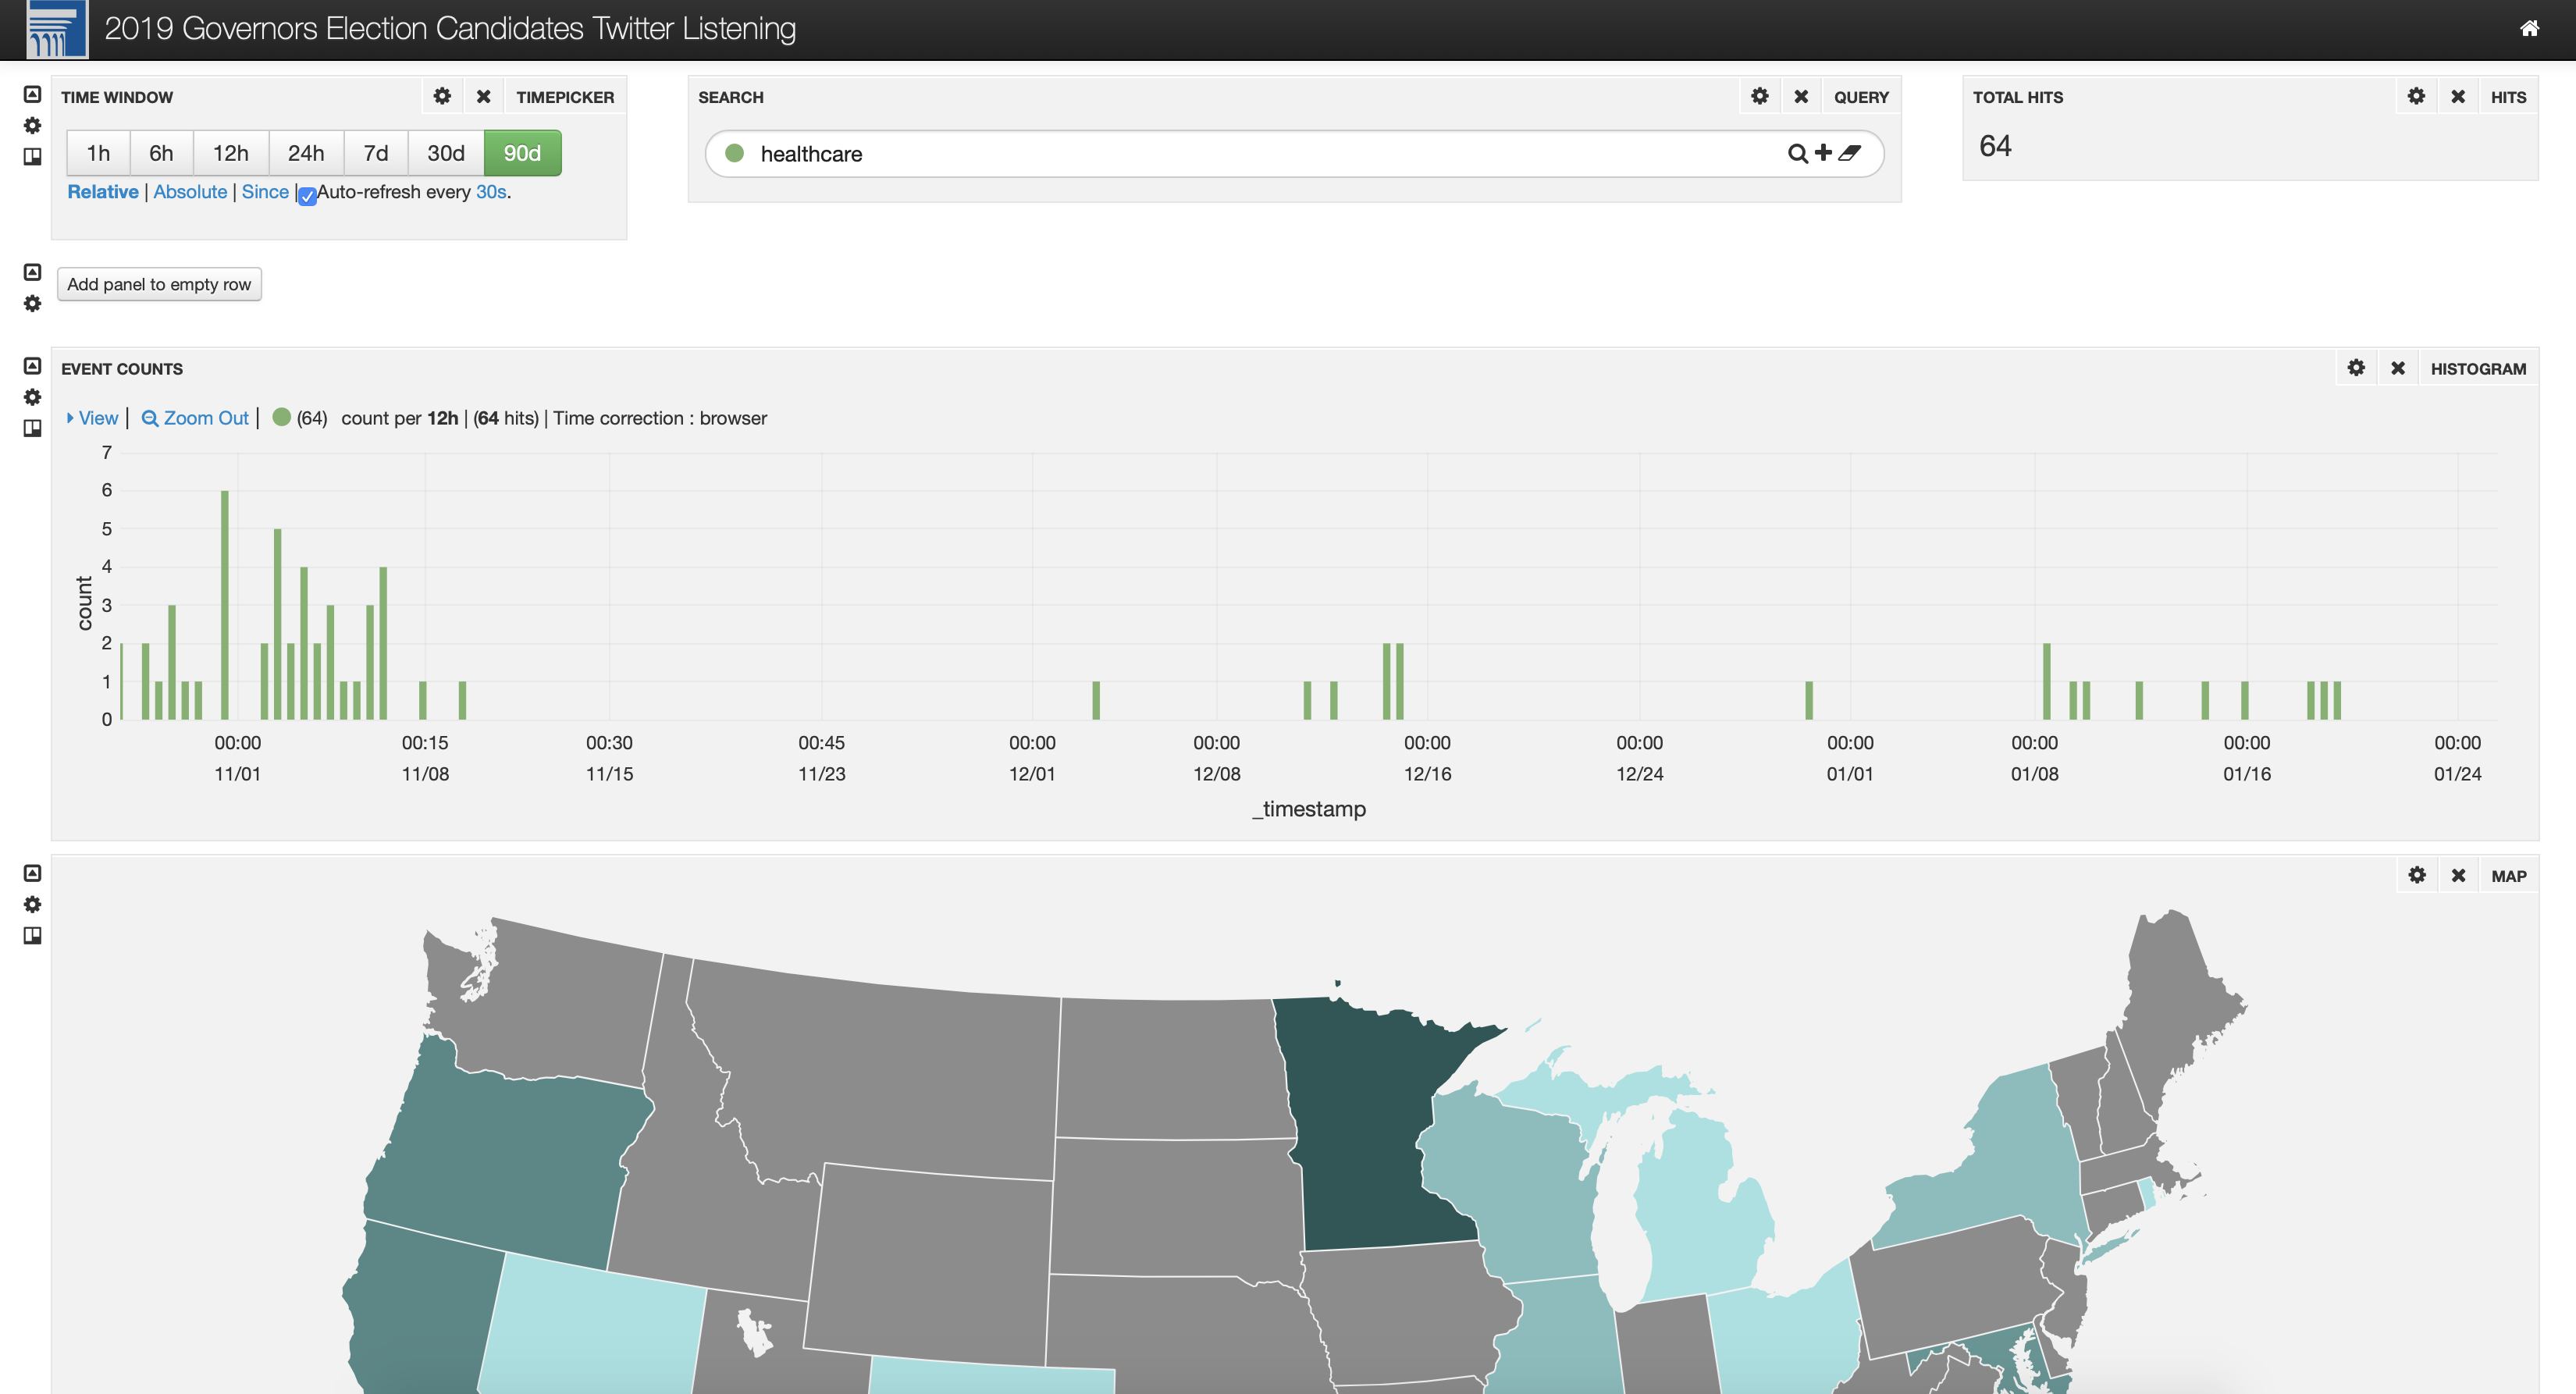 2019 Governors Election Candidates Twitter Listening
TIME WINDOW
TIMEPICKER
1h 6h 12h 24h 7d 30d 90d
Relative | Absolute | Since | Auto-refresh every 30s.
SEARCH
QUERY
healthcare
TOTAL HITS
HITS
64
Add panel to empty row
EVENT COUNTS
HISTOGRAM
View | Zoom Out | (64) count per 12h | (64 hits) | Time correction : browser
7
6
5
4
3
2
1
0
count
00:00 00:15 00:30 00:45 00:00 00:00 00:00 00:00 00:00 00:00 00:00 00:00
11/01 11/08 11/15 11/23 12/01 12/08 12/16 12/24 01/01 01/08 01/16 01/24
_timestamp
MAP